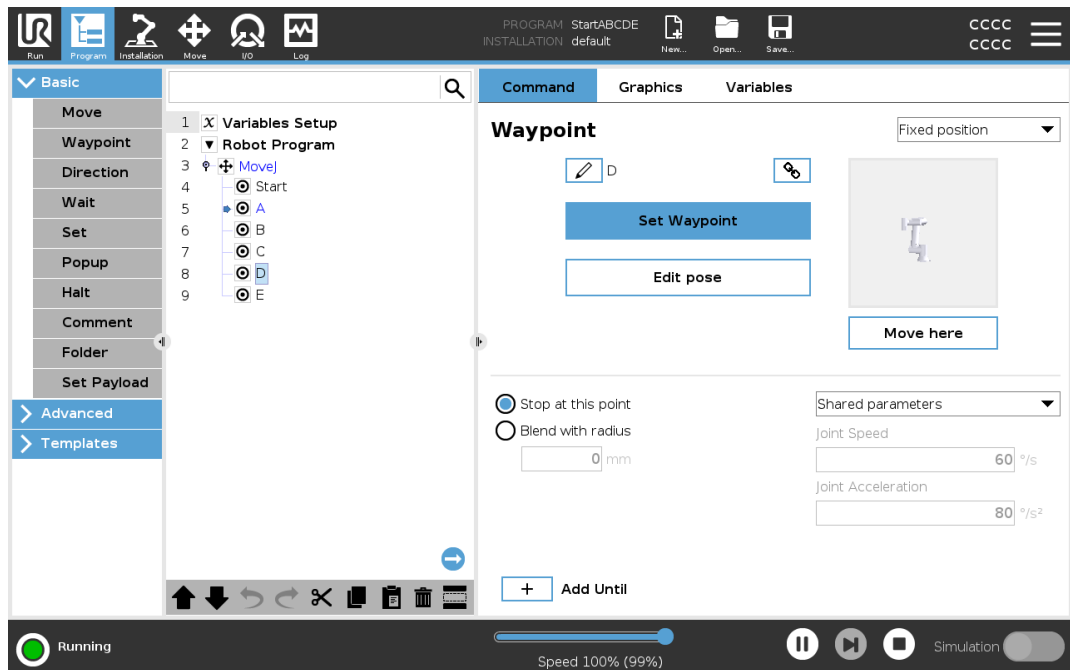 UR
PROGRAM StartABCDE
INSTALLATION default
CCCC
CCCC
Run Program Installation Move I/O Log New... Open... Save...
Basic
Move
Waypoint
Direction
Wait
Set
Popup
Halt
Comment
Folder
Set Payload
Advanced
Templates
1 X Variables Setup
2 Robot Program
3 MoveJ
4 Start
5 A
6 B
7 C
8 D
9 E
Command Graphics Variables
Waypoint
Fixed position
D
Set Waypoint
Edit pose
Move here
Stop at this point
Blend with radius
0 mm
Shared parameters
Joint Speed
60 °/s
Joint Acceleration
80 °/s²
+ Add Until
Running
Speed 100% (99%)
Simulation